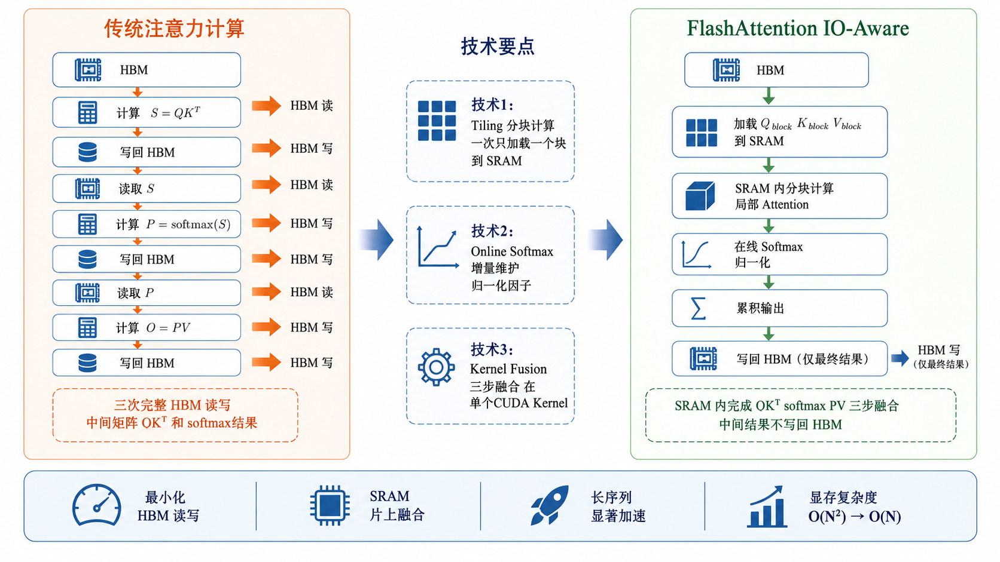 传统注意力计算
HBM
计算 S = QK^T
HBM 读
写回 HBM
HBM 写
读取 S
HBM 读
计算 P = softmax(S)
HBM 写
写回 HBM
HBM 写
读取 P
HBM 读
计算 O = PV
HBM 写
写回 HBM
HBM 写
三次完整 HBM 读写
中间矩阵 QK^T 和 softmax结果
技术要点
技术1：
Tiling 分块计算
一次只加载一个块
到 SRAM
技术2：
Online Softmax
增量维护
归一化因子
技术3：
Kernel Fusion
三步融合 在
单个CUDA Kernel
FlashAttention IO-Aware
HBM
加载 Q_block K_block V_block
到 SRAM
SRAM 内分块计算
局部 Attention
在线 Softmax
归一化
累积输出
写回 HBM（仅最终结果）
HBM 写
（仅最终结果）
SRAM 内完成 QK^T softmax PV 三步融合
中间结果不写回 HBM
最小化
HBM 读写
SRAM
片上融合
长序列
显著加速
显存复杂度
O(N²) → O(N)